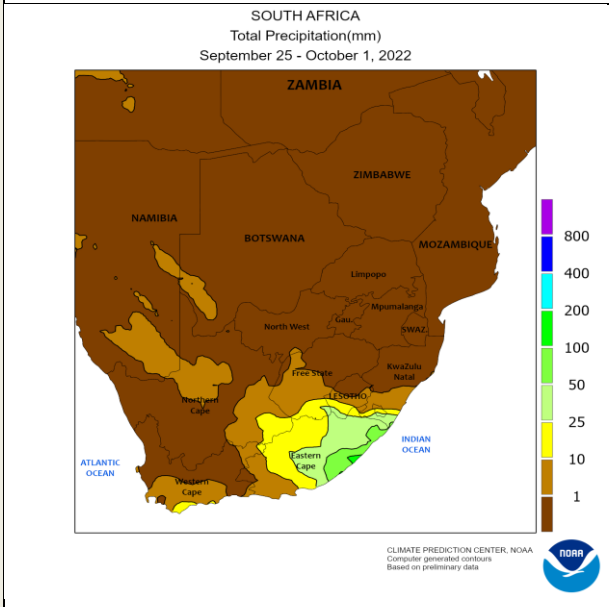 SOUTH AFRICA
Total Precipitation(mm)
September 25 - October 1, 2022
ZAMBIA
ZIMBABWE
NAMIBIA
BOTSWANA
MOZAMBIQUE
Limpopo
Mpumalanga
North West
Gau.
SWAZ.
Free State
KwaZulu
Natal
Northern
Cape
LESOTHO
INDIAN
OCEAN
Eastern
Cape
ATLANTIC
OCEAN
Western
Cape
800
400
200
100
50
25
10
1
CLIMATE PREDICTION CENTER, NOAA
Computer generated contours
Based on preliminary data
NOAA